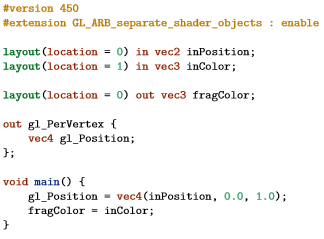 #version 450
#extension GL_ARB_separate_shader_objects : enable
layout(location = 0) in vec2 inPosition;
layout(location = 1) in vec3 inColor;
layout(location = 0) out vec3 fragColor;
out gl_PerVertex {
vec4 gl_Position;
};
void main() {
gl_Position = vec4(inPosition, 0.0, 1.0);
fragColor = inColor;
}